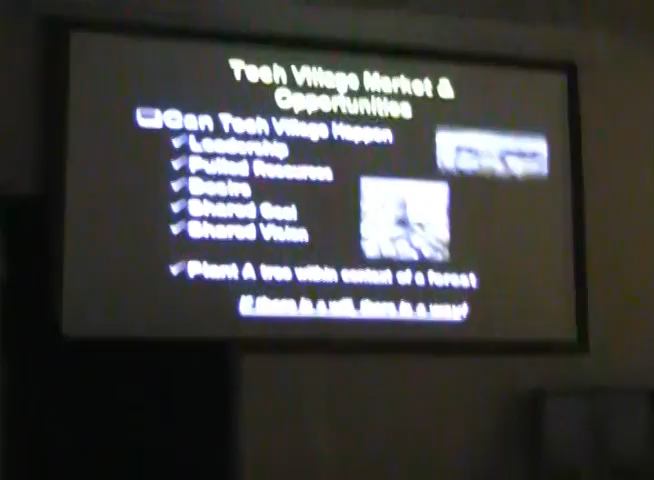 Tech Village Market &
Opportunities
Can Tech Village Happen
Leadership
Pulled Resources
Desire
Shared Goal
Shared Vision
Plant A tree within context of a forest
If there is a will, there is a way!